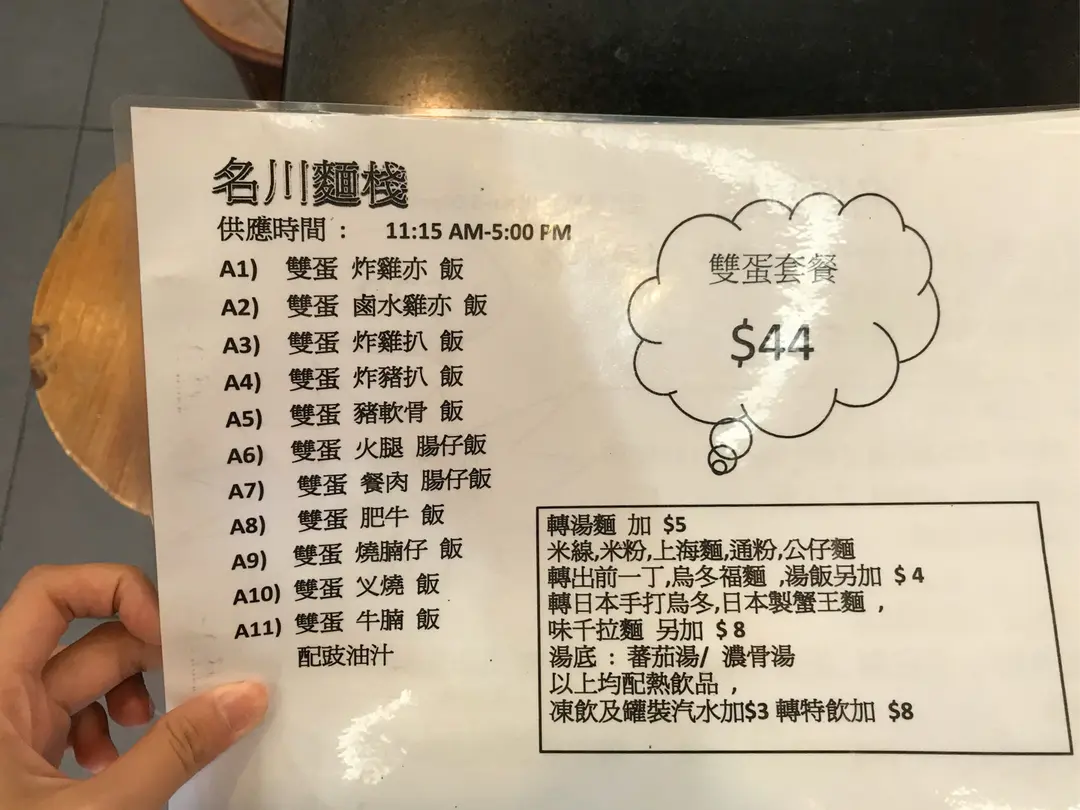 名川麵棧
供應時間： 11:15 AM-5:00 PM
A1) 雙蛋 炸雞亦 飯
A2) 雙蛋 鹵水雞亦 飯
A3) 雙蛋 炸雞扒 飯
A4) 雙蛋 炸豬扒 飯
A5) 雙蛋 豬軟骨 飯
A6) 雙蛋 火腿 腸仔飯
A7) 雙蛋 餐肉 腸仔飯
A8) 雙蛋 肥牛 飯
A9) 雙蛋 燒腩仔 飯
A10) 雙蛋 叉燒 飯
A11) 雙蛋 牛腩 飯
配豉油汁
雙蛋套餐
$44
轉湯麵 加 $5
米線,米粉,上海麵,通粉,公仔麵
轉出前一丁,烏冬福麵 ,湯飯另加 $ 4
轉日本手打烏冬,日本製蟹王麵 ,
味千拉麵 另加 $ 8
湯底 : 蕃茄湯/ 濃骨湯
以上均配熱飲品 ,
凍飲及罐裝汽水加$3 轉特飲加 $8